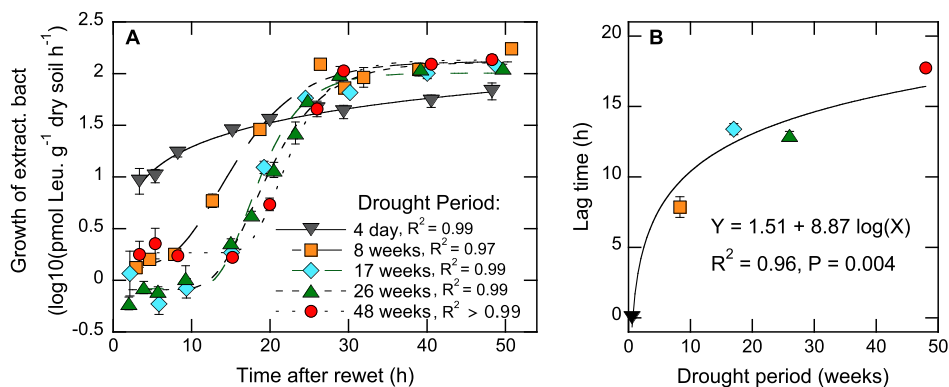 A
Growth of extract. bact
(log10(pmol Leu. g⁻¹ dry soil h⁻¹)
2.5
2
1.5
1
0.5
0
-0.5
Drought Period:
4 day, R² = 0.99
8 weeks, R² = 0.97
17 weeks, R² = 0.99
26 weeks, R² = 0.99
48 weeks, R² > 0.99
0 10 20 30 40 50
Time after rewet (h)
B
Lag time (h)
20
15
10
5
0
Y = 1.51 + 8.87 log(X)
R² = 0.96, P = 0.004
0 10 20 30 40 50
Drought period (weeks)